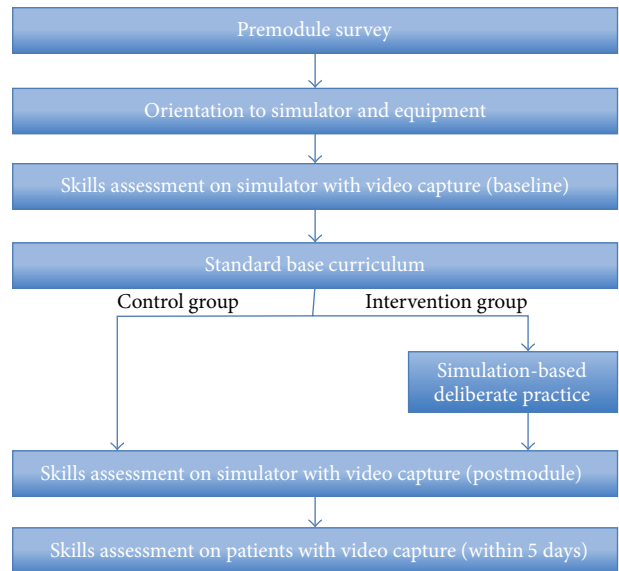 Premodule survey
Orientation to simulator and equipment
Skills assessment on simulator with video capture (baseline)
Standard base curriculum
Control group
Intervention group
Simulation-based
deliberate practice
Skills assessment on simulator with video capture (postmodule)
Skills assessment on patients with video capture (within 5 days)